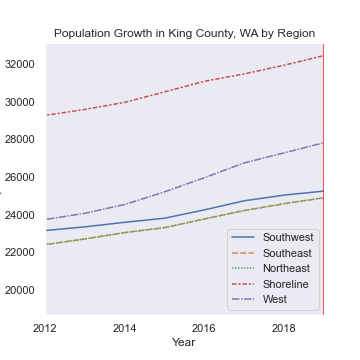 Population Growth in King County, WA by Region
32000
30000
28000
26000
24000
22000
20000
Southwest
Southeast
Northeast
Shoreline
West
2012
2014
2016
2018
Year